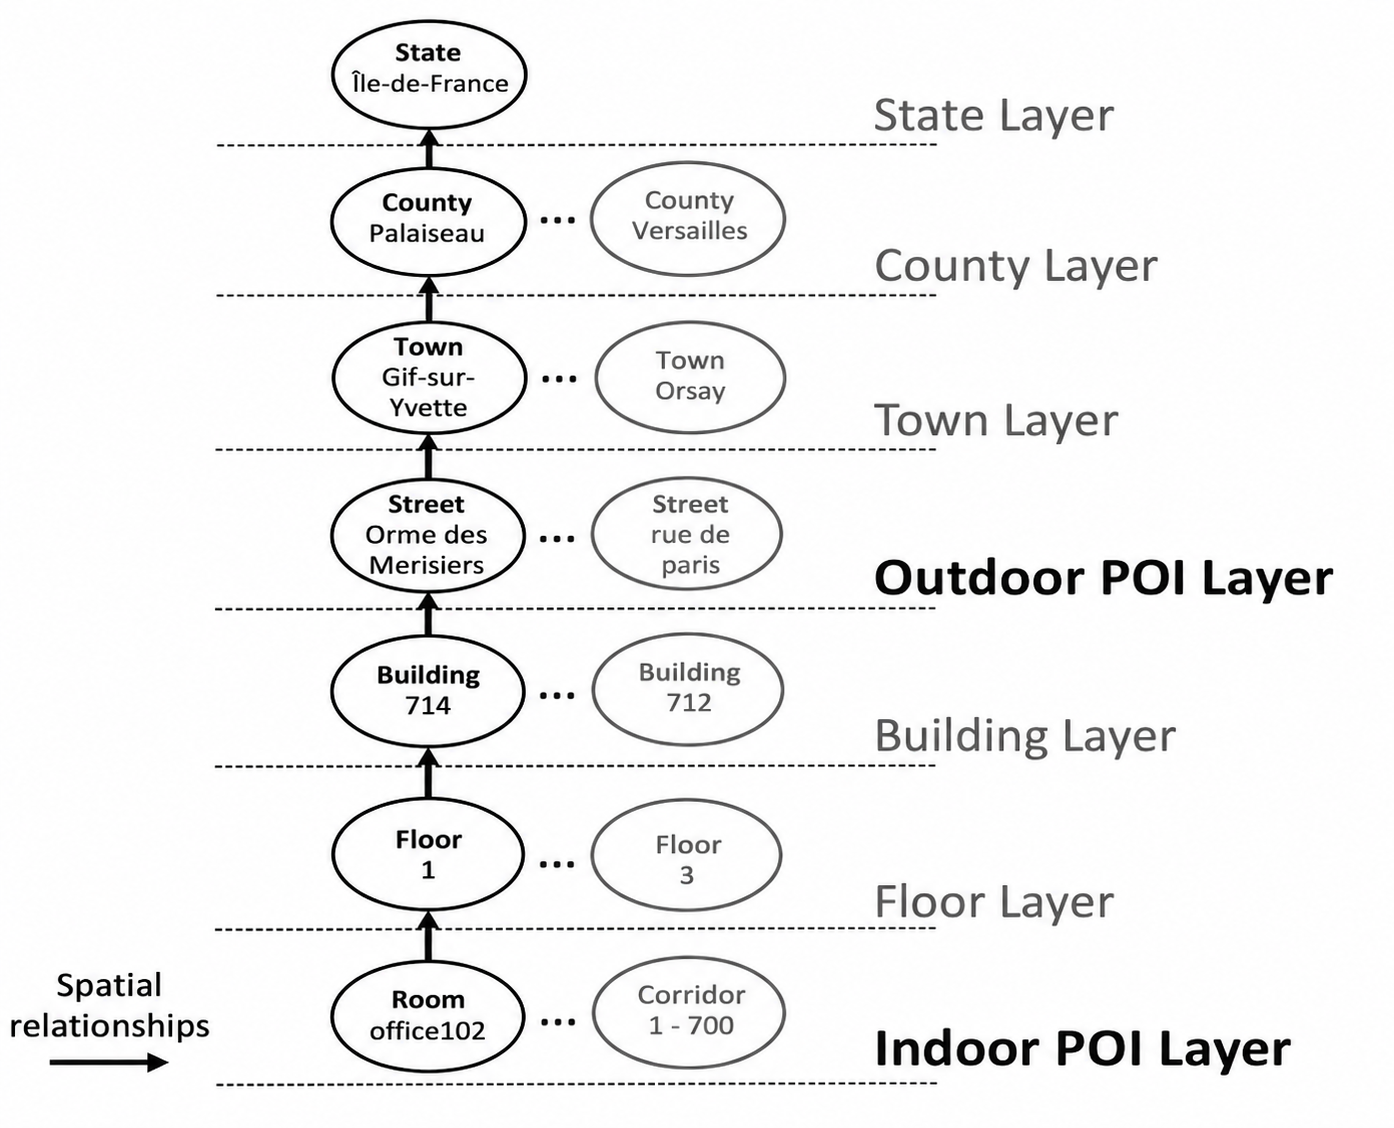 State
Île-de-France
State Layer
County
Palaiseau
...
County
Versailles
County Layer
Town
Gif-sur-
Yvette
...
Town
Orsay
Town Layer
Street
Orme des
Merisiers
...
Street
rue de
paris
Outdoor POI Layer
Building
714
...
Building
712
Building Layer
Floor
1
...
Floor
3
Floor Layer
Spatial
relationships
Room
office102
...
Corridor
1 - 700
Indoor POI Layer